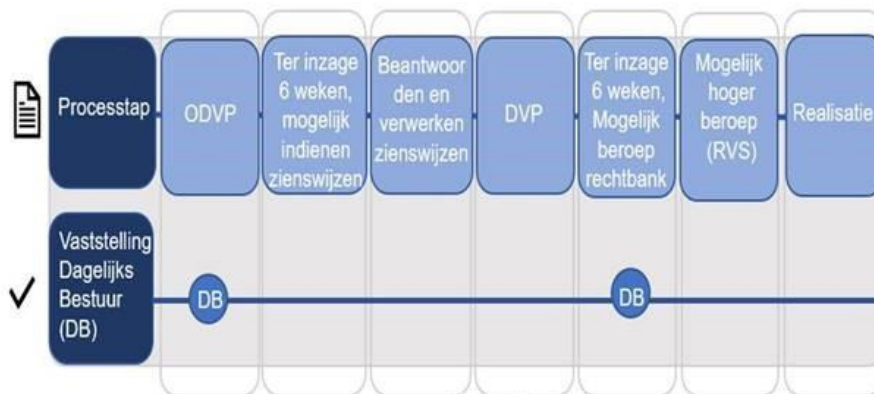 Processtap
ODVP
Ter inzage
6 weken,
mogelijk
indienen
zienswijzen
Beantwoor
den en
verwerken
zienswijzen
DVP
Ter inzage
6 weken,
Mogelijk
beroep
rechtbank
Mogelijk
hoger
beroep
(RVS)
Realisatie
Vaststelling
Dagelijks
Bestuur
(DB)
DB
DB